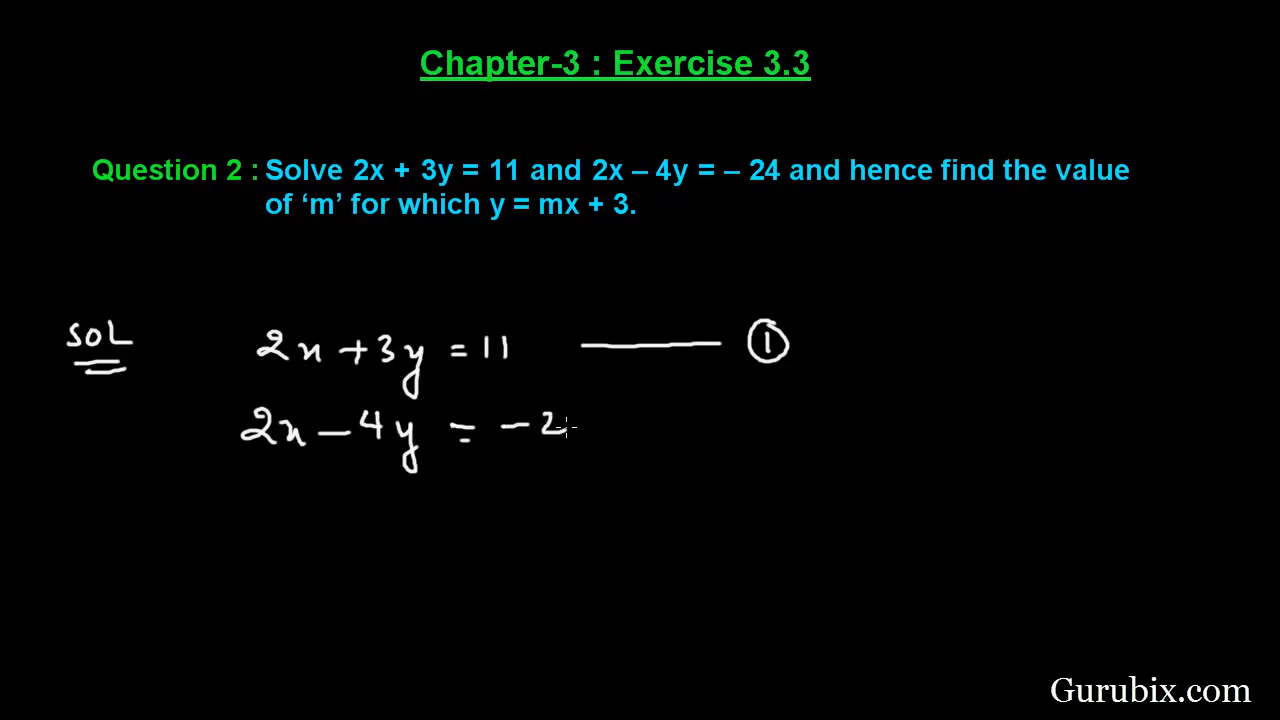 Chapter-3 : Exercise 3.3
Question 2 : Solve 2x + 3y = 11 and 2x – 4y = – 24 and hence find the value
of ‘m’ for which y = mx + 3.
SOL 2x + 3y = 11 ——— ①
2x – 4y = – 2
Gurubix.com